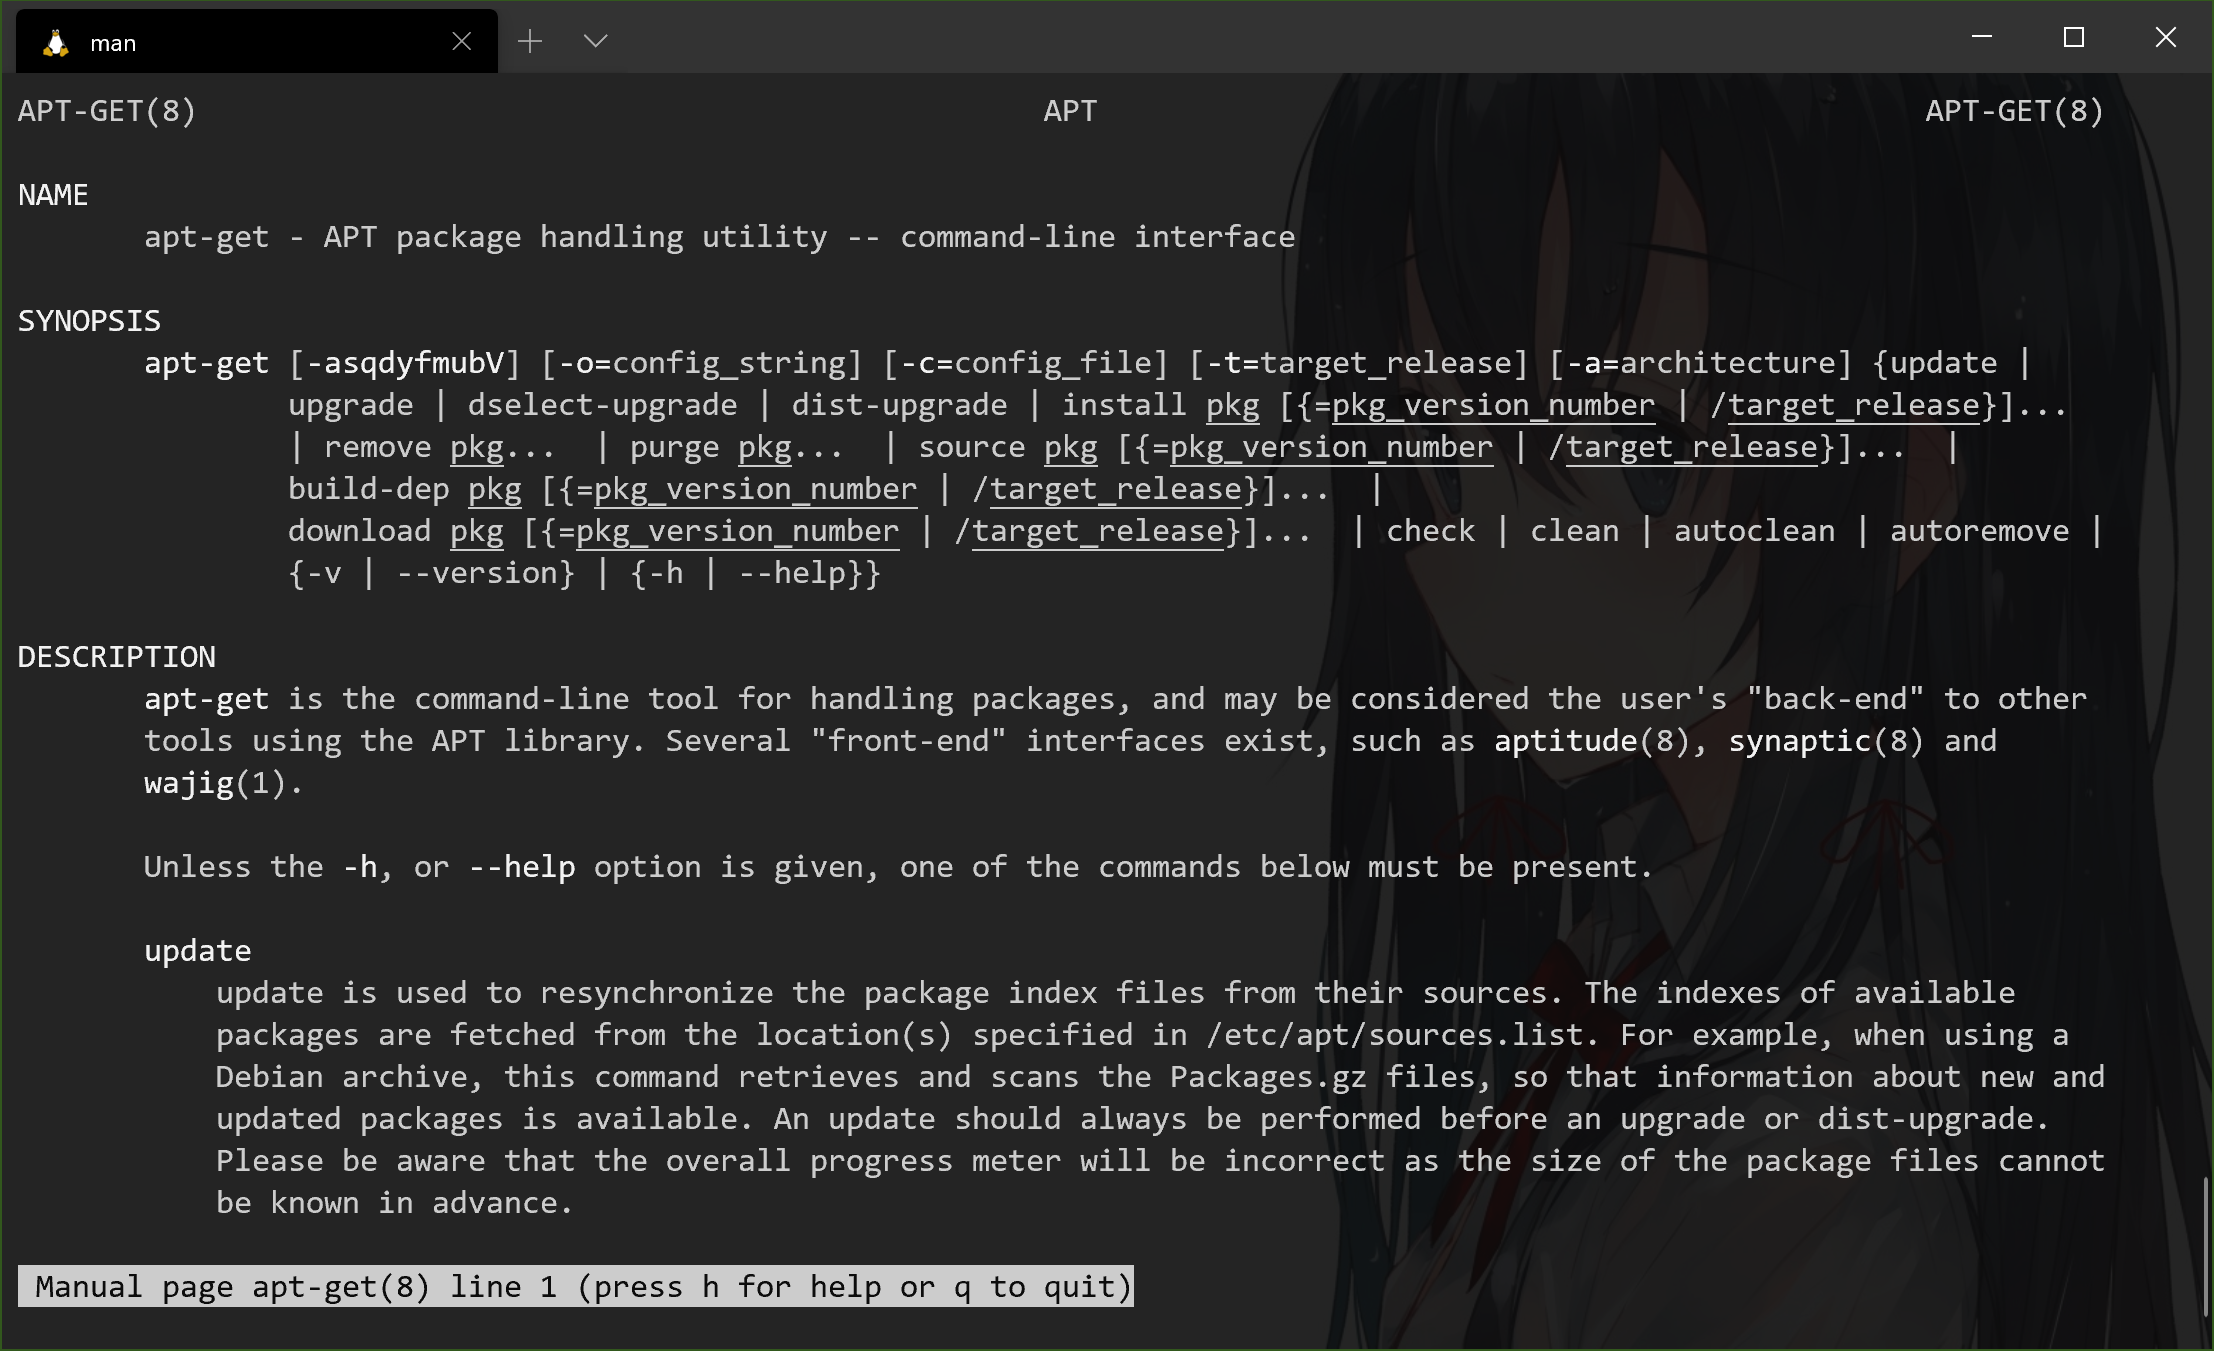 man
APT-GET(8) APT APT-GET(8)
NAME
apt-get - APT package handling utility -- command-line interface
SYNOPSIS
apt-get [-asqdyfmubV] [-o=config_string] [-c=config_file] [-t=target_release] [-a=architecture] {update |
upgrade | dselect-upgrade | dist-upgrade | install pkg [{=pkg_version_number | /target_release}]...
| remove pkg... | purge pkg... | source pkg [{=pkg_version_number | /target_release}]... |
build-dep pkg [{=pkg_version_number | /target_release}]... |
download pkg [{=pkg_version_number | /target_release}]... | check | clean | autoclean | autoremove |
{-v | --version} | {-h | --help}}
DESCRIPTION
apt-get is the command-line tool for handling packages, and may be considered the user's "back-end" to other
tools using the APT library. Several "front-end" interfaces exist, such as aptitude(8), synaptic(8) and
wajig(1).
Unless the -h, or --help option is given, one of the commands below must be present.
update
update is used to resynchronize the package index files from their sources. The indexes of available
packages are fetched from the location(s) specified in /etc/apt/sources.list. For example, when using a
Debian archive, this command retrieves and scans the Packages.gz files, so that information about new and
updated packages is available. An update should always be performed before an upgrade or dist-upgrade.
Please be aware that the overall progress meter will be incorrect as the size of the package files cannot
be known in advance.
Manual page apt-get(8) line 1 (press h for help or q to quit)